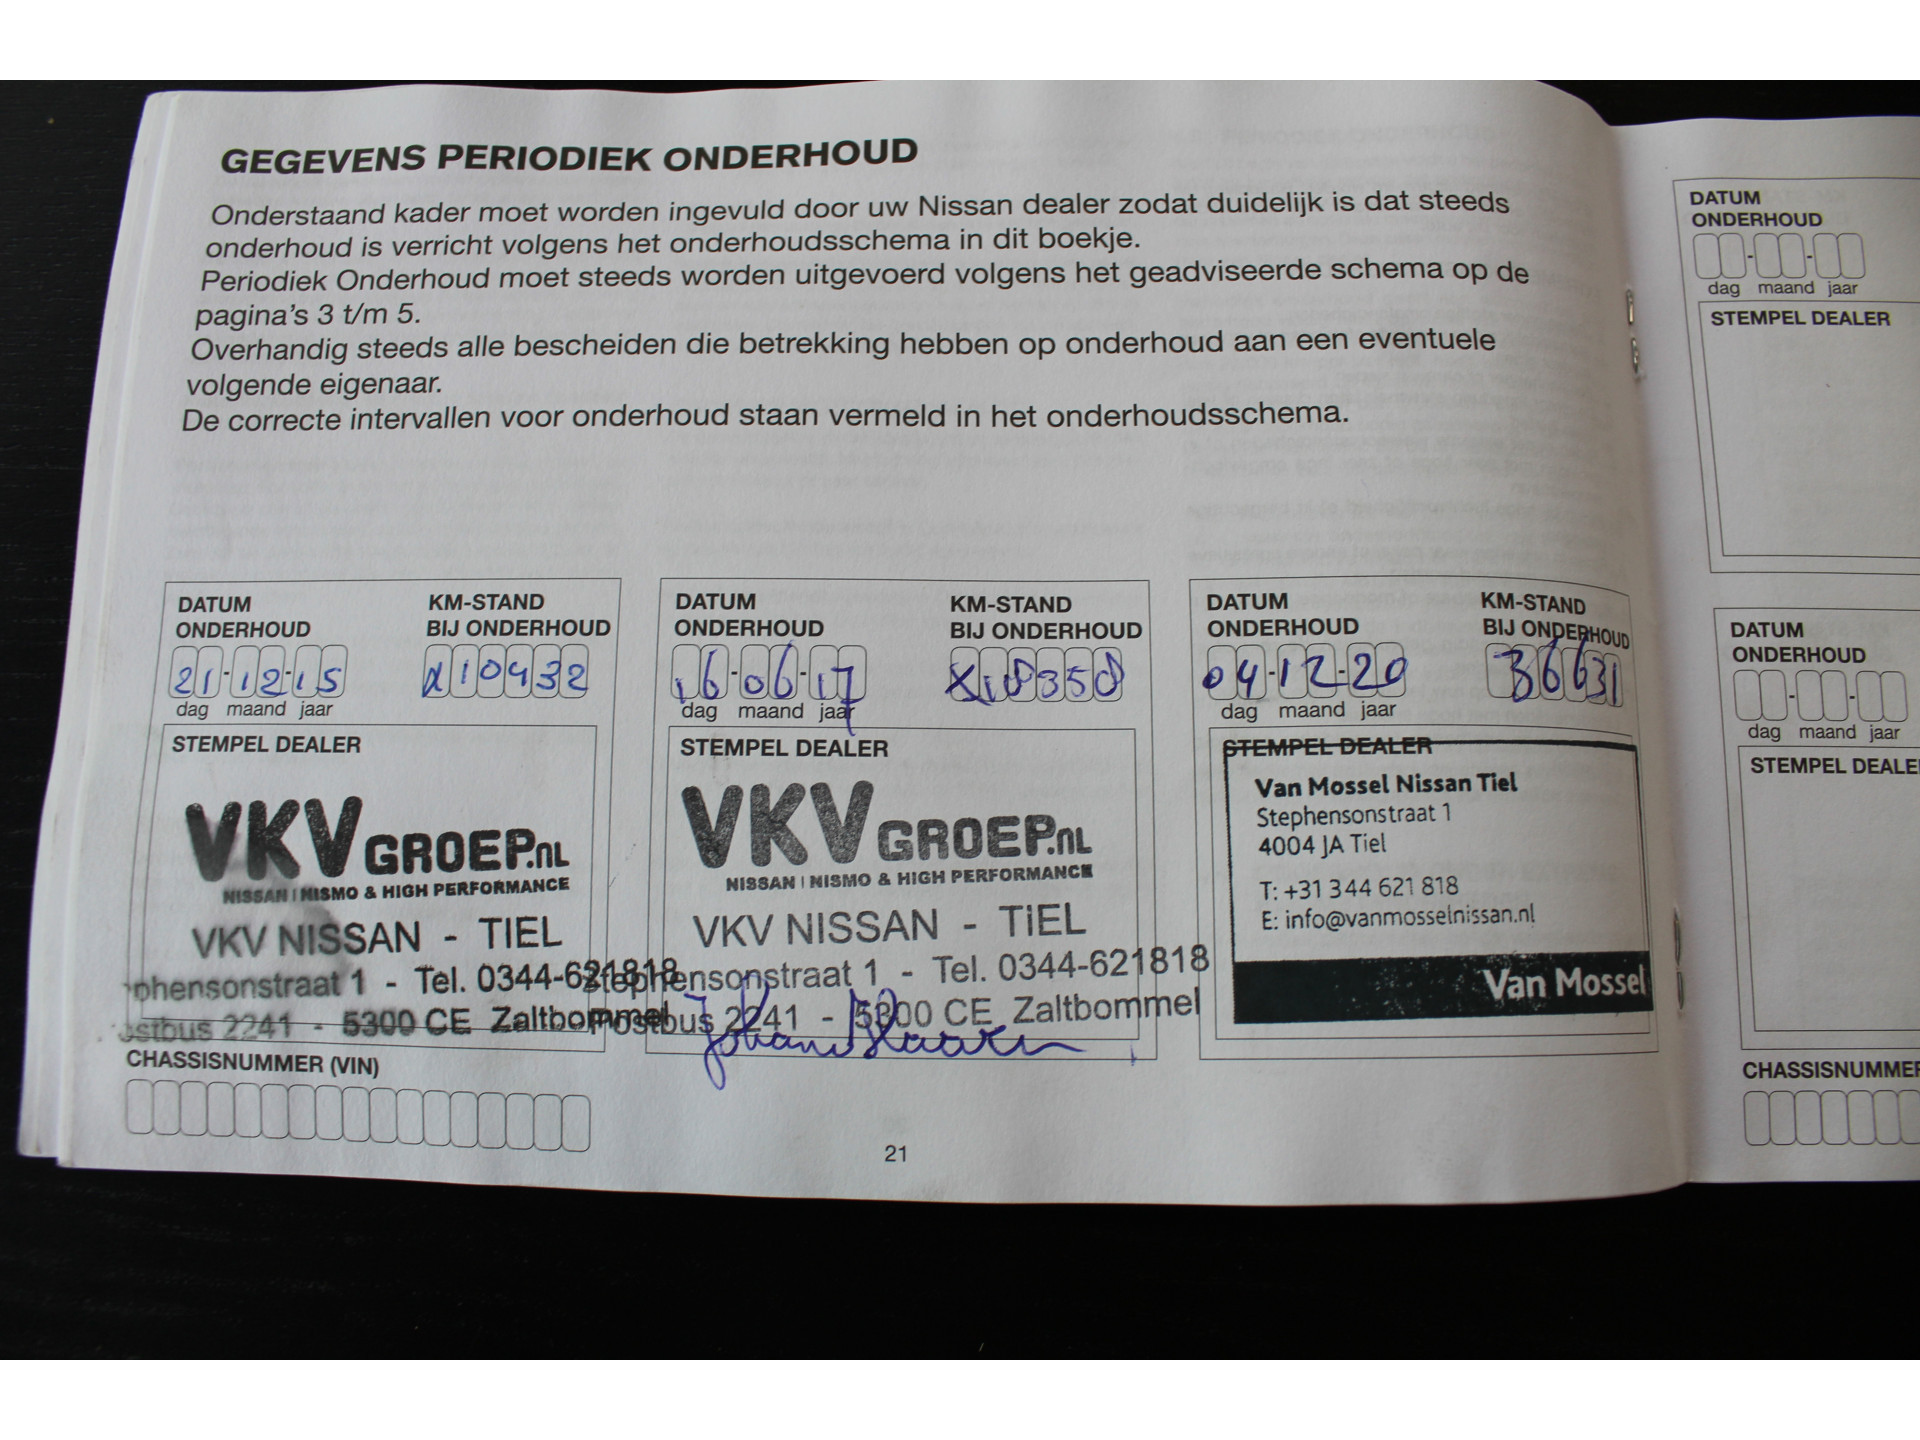 GEGEVENS PERIODIEK ONDERHOUD
Onderstaand kader moet worden ingevuld door uw Nissan dealer zodat duidelijk is dat steeds
onderhoud is verricht volgens het onderhoudsschema in dit boekje.
Periodiek Onderhoud moet steeds worden uitgevoerd volgens het geadviseerde schema op de
pagina's 3 t/m 5.
Overhandig steeds alle bescheiden die betrekking hebben op onderhoud aan een eventuele
volgende eigenaar.
De correcte intervallen voor onderhoud staan vermeld in het onderhoudsschema.
DATUM
ONDERHOUD
KM-STAND
BIJ ONDERHOUD
21-12-15
10432
dag maand jaar
STEMPEL DEALER
VKV GROEP.NL
NISSAN | NISMO & HIGH PERFORMANCE
VKV NISSAN - TIEL
phensonstraat 1 - Tel. 0344-621818
ostbus 2241 - 5300 CE Zaltbommel
CHASSISNUMMER (VIN)
DATUM
ONDERHOUD
KM-STAND
BIJ ONDERHOUD
16-06-17
X18358
dag maand jaar
STEMPEL DEALER
VKV GROEP.NL
NISSAN | NISMO & HIGH PERFORMANCE
VKV NISSAN - TIEL
Stephensonstraat 1 - Tel. 0344-621818
Postbus 2241 - 5300 CE Zaltbommel
DATUM
ONDERHOUD
KM-STAND
BIJ ONDERHOUD
04-12-20
36631
dag maand jaar
STEMPEL DEALER
Van Mossel Nissan Tiel
Stephensonstraat 1
4004 JA Tiel
T: +31 344 621 818
E: info@vanmosselnissan.nl
Van Mossel
21
DATUM
ONDERHOUD
dag maand jaar
STEMPEL DEALER
DATUM
ONDERHOUD
dag maand jaar
STEMPEL DEALE
CHASSISNUMMER